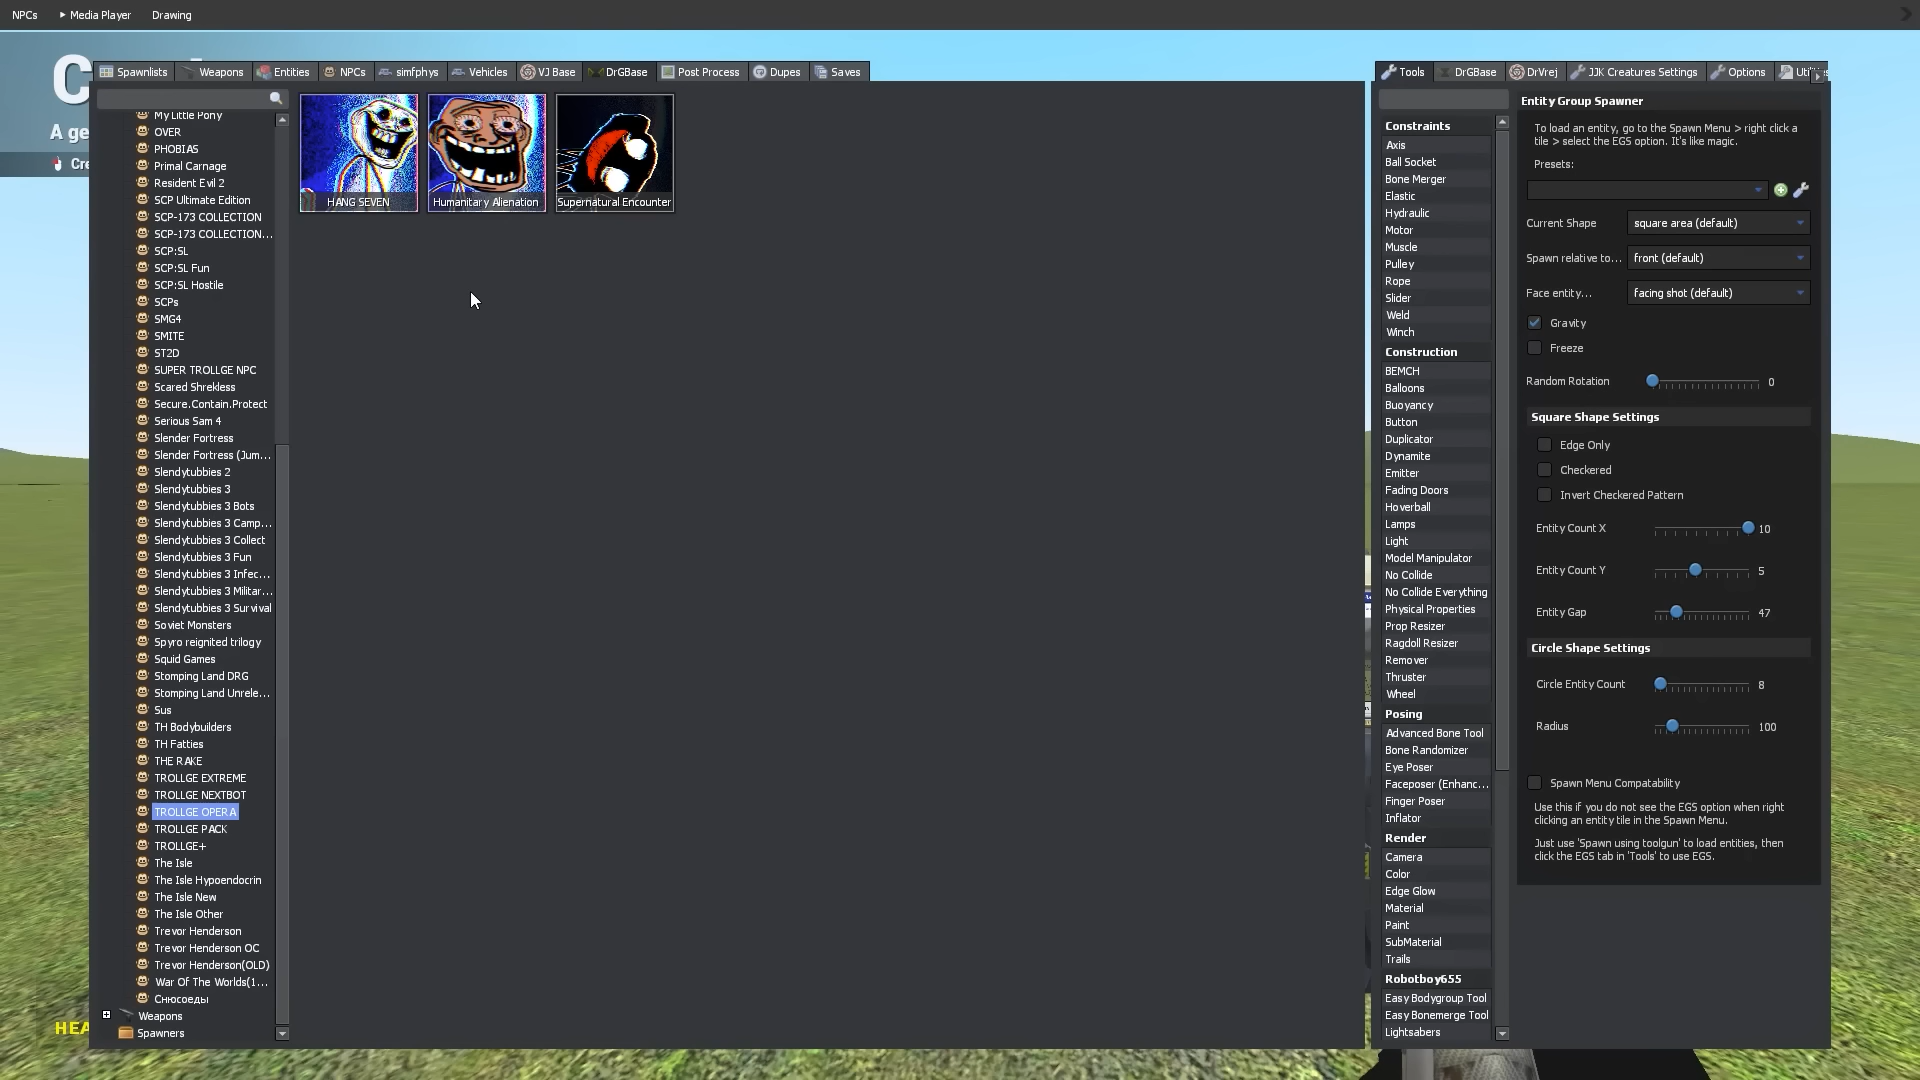 NPCs
Media Player
Drawing
C
A ge
Cre
Spawnlists
Weapons
Entities
NPCs
simfphys
Vehicles
VJ Base
DrGBase
Post Process
Dupes
Saves
My Little Pony
OVER
PHOBIAS
Primal Carnage
Resident Evil 2
SCP Ultimate Edition
SCP-173 COLLECTION
SCP-173 COLLECTION...
SCP:SL
SCP:SL Fun
SCP:SL Hostile
SCPs
SMG4
SMITE
ST2D
SUPER TROLLGE NPC
Scared Shrekless
Secure.Contain.Protect
Serious Sam 4
Slender Fortress
Slender Fortress (Jum...
Slendytubbies 2
Slendytubbies 3
Slendytubbies 3 Bots
Slendytubbies 3 Camp...
Slendytubbies 3 Collect
Slendytubbies 3 Fun
Slendytubbies 3 Infec...
Slendytubbies 3 Militar...
Slendytubbies 3 Survival
Soviet Monsters
Spyro reignited trilogy
Squid Games
Stomping Land DRG
Stomping Land Unrele...
Sus
TH Bodybuilders
TH Fatties
THE RAKE
TROLLGE EXTREME
TROLLGE NEXTBOT
TROLLGE OPERA
TROLLGE PACK
TROLLGE+
The Isle
The Isle Hypoendocrin
The Isle New
The Isle Other
Trevor Henderson
Trevor Henderson OC
Trevor Henderson(OLD)
War Of The Worlds(1...
Снюсоеды
Weapons
Spawners
HEA
HANG SEVEN
Humanitary Alienation
Supernatural Encounter
Tools
DrGBase
DrVrej
JJK Creatures Settings
Options
Constraints
Axis
Ball Socket
Bone Merger
Elastic
Hydraulic
Motor
Muscle
Pulley
Rope
Slider
Weld
Winch
Construction
BEMCH
Balloons
Buoyancy
Button
Duplicator
Dynamite
Emitter
Fading Doors
Hoverball
Lamps
Light
Model Manipulator
No Collide
No Collide Everything
Physical Properties
Prop Resizer
Ragdoll Resizer
Remover
Thruster
Wheel
Posing
Advanced Bone Tool
Bone Randomizer
Eye Poser
Faceposer (Enhanc...
Finger Poser
Inflator
Render
Camera
Color
Edge Glow
Material
Paint
SubMaterial
Trails
Robotboy655
Easy Bodygroup Tool
Easy Bonemerge Tool
Lightsabers
Entity Group Spawner
To load an entity, go to the Spawn Menu > right click a
tile > select the EGS option. It's like magic.
Presets:
Current Shape square area (default)
Spawn relative to... front (default)
Face entity... facing shot (default)
Gravity
Freeze
Random Rotation 0
Square Shape Settings
Edge Only
Checkered
Invert Checkered Pattern
Entity Count X 10
Entity Count Y 5
Entity Gap 47
Circle Shape Settings
Circle Entity Count 8
Radius 100
Spawn Menu Compatability
Use this if you do not see the EGS option when right
clicking an entity tile in the Spawn Menu.
Just use 'Spawn using toolgun' to load entities, then
click the EGS tab in 'Tools' to use EGS.